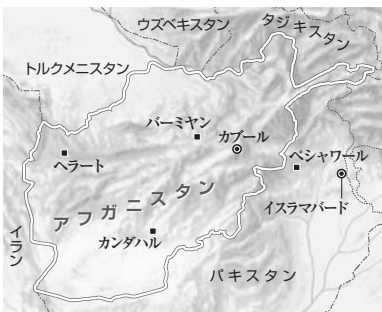 ウズベキスタン
タジキスタン
トルクメニスタン
バーミヤン
カブール
ヘラート
ペシャワール
アフガニスタン
イスラマバード
イラン
カンダハル
パキスタン